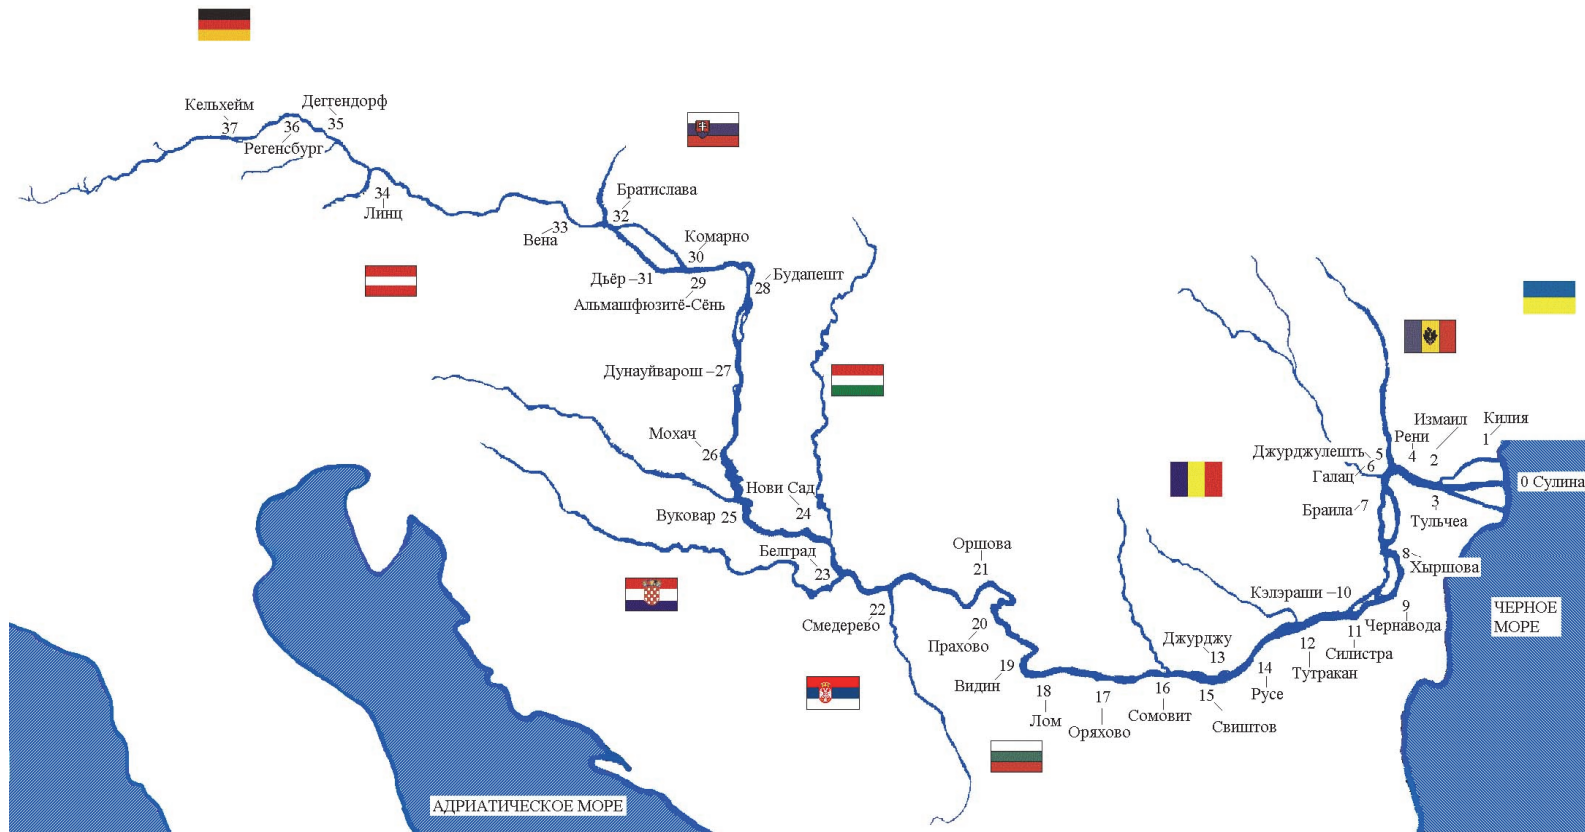 Кельхейм
37
36
Регенсбург
Деггендорф
35
34
Линц
Вена
33
Братислава
32
Дьёр –31
Комарно
30
29
Альмашфюзитё-Сёнь
28
Будапешт
Дунауйварош –27
Мохач
26
Вуковар
25
Нови Сад
24
Белград
23
22
Смедерево
Оршова
21
20
Прахово
19
Видин
18
Лом
17
Оряхово
16
Сомовит
15
Свиштов
14
Русе
Джурджу
13
12
Тутракан
11
Силистра
Кэлэраши –10
9
Чернавода
8
Хыршова
Браила
7
Галац
6
Джурджулешть
5
Рени
4
3
Тульчеа
Измаил
2
Килия
1
0 Сулина
ЧЕРНОЕ
МОРЕ
АДРИАТИЧЕСКОЕ МОРЕ